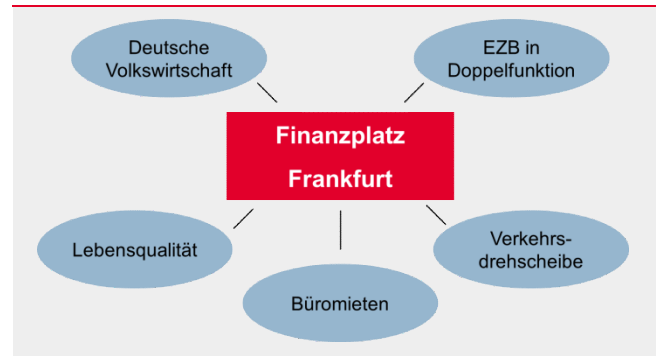 Deutsche
Volkswirtschaft
EZB in
Doppelfunktion
Finanzplatz
Frankfurt
Lebensqualität
Büromieten
Verkehrs-
drehscheibe